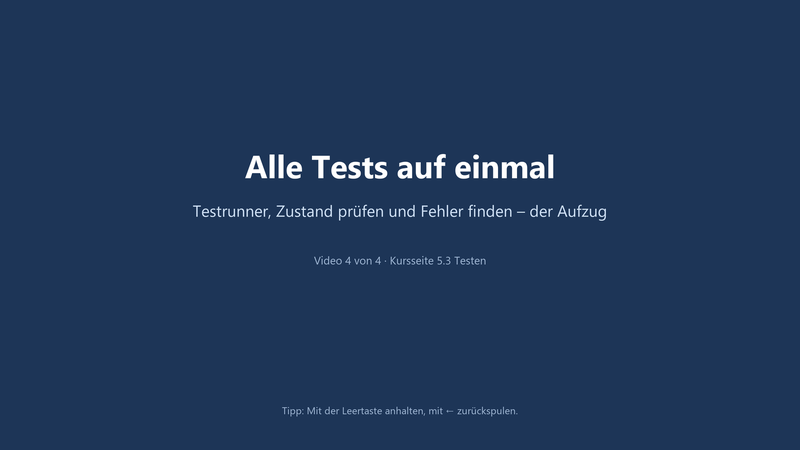 Alle Tests auf einmal
Testrunner, Zustand prüfen und Fehler finden – der Aufzug
Video 4 von 4 · Kursseite 5.3 Testen
Tipp: Mit der Leertaste anhalten, mit ← zurückspulen.